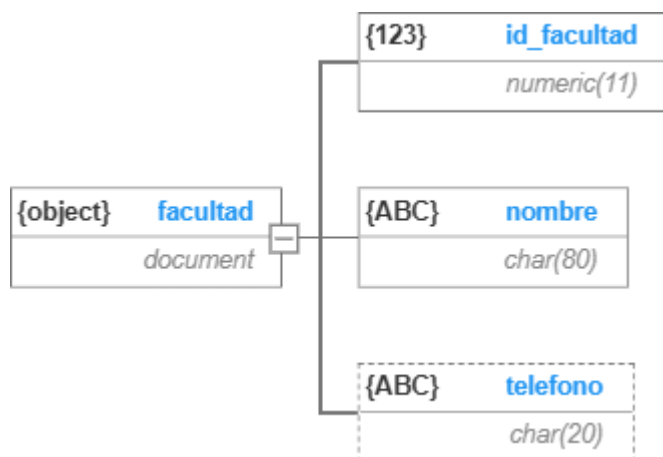 {123} id_facultad
numeric(11)
{object} facultad
document
{ABC} nombre
char(80)
{ABC} telefono
char(20)